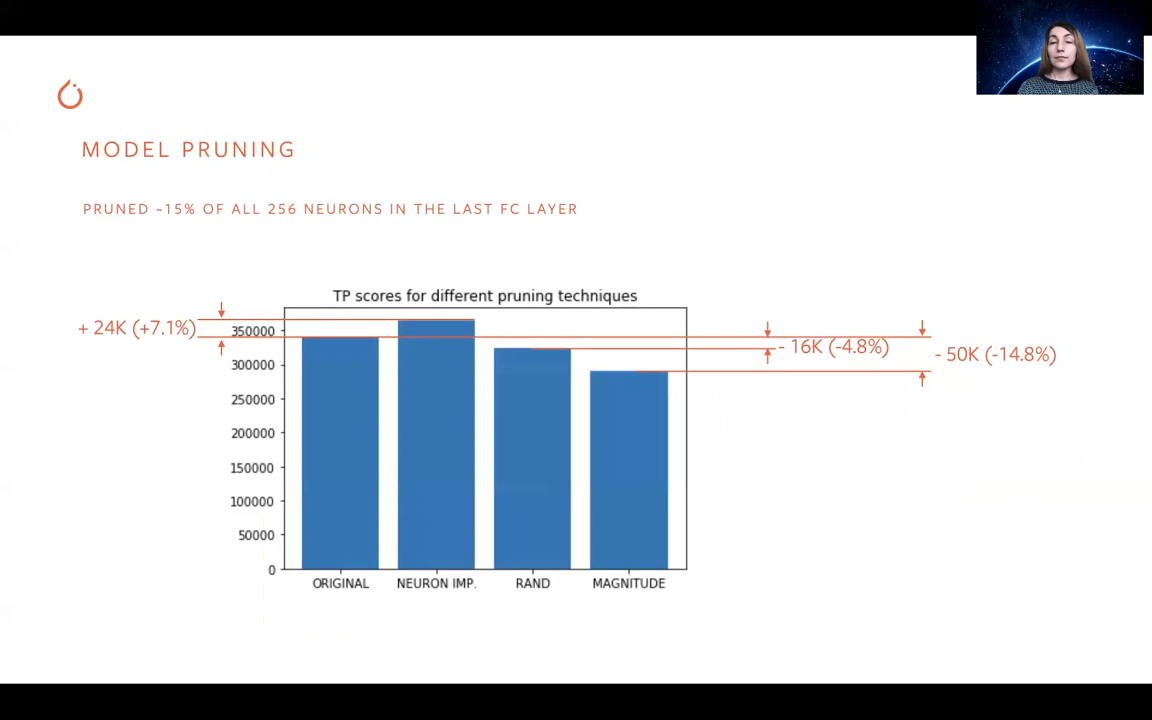 MODEL PRUNING
PRUNED ~15% OF ALL 256 NEURONS IN THE LAST FC LAYER
TP scores for different pruning techniques
+ 24K (+7.1%)
- 16K (-4.8%)
- 50K (-14.8%)
350000
300000
250000
200000
150000
100000
50000
0
ORIGINAL NEURON IMP. RAND MAGNITUDE